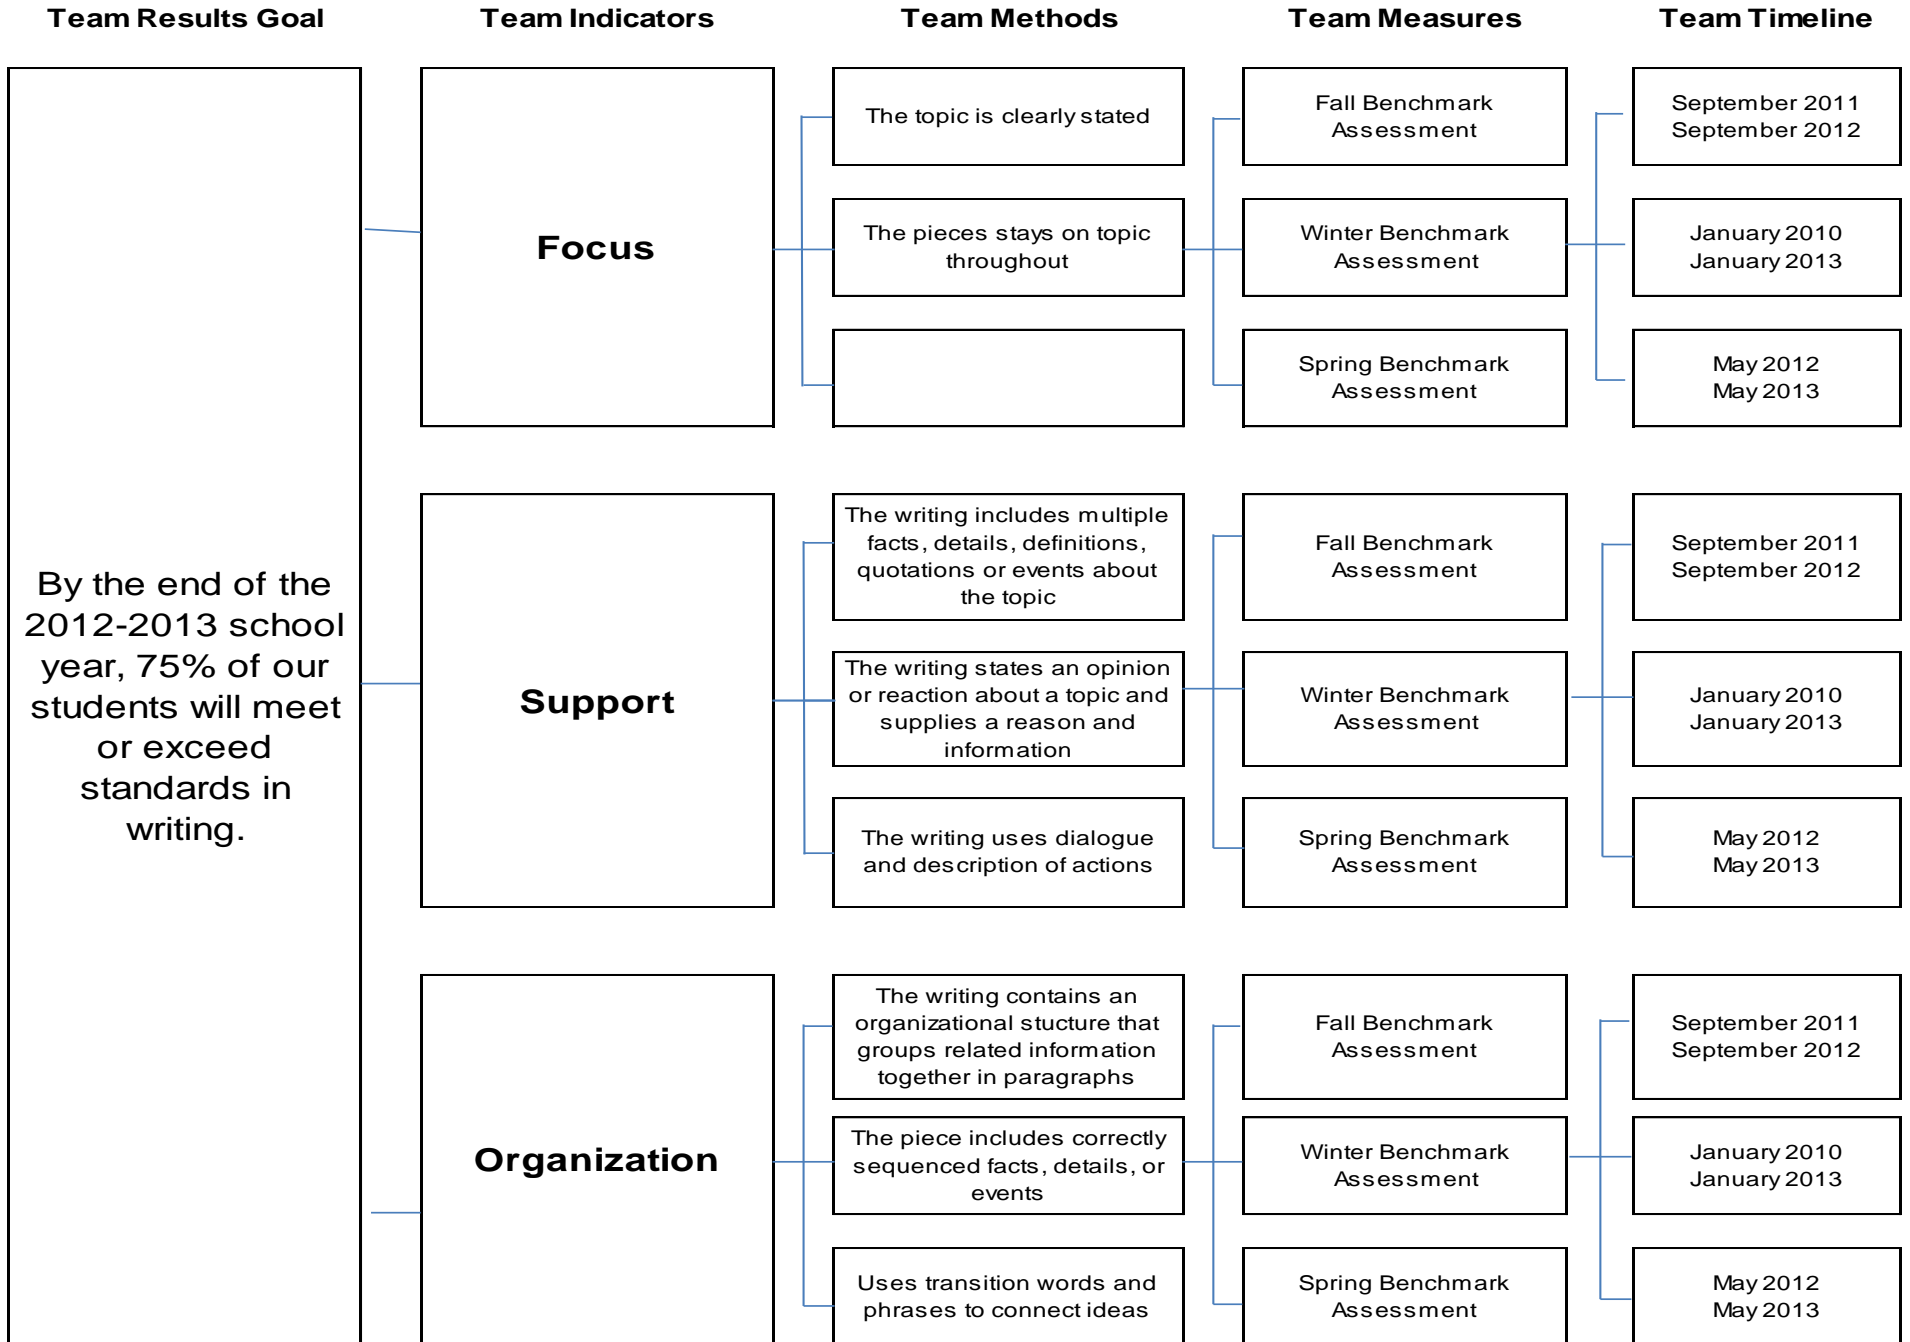 Team Results Goal
Team Indicators
Team Methods
Team Measures
Team Timeline
By the end of the
2012-2013 school
year, 75% of our
students will meet
or exceed
standards in
writing.
Focus
The topic is clearly stated
The pieces stays on topic
throughout
Fall Benchmark
Assessment
Winter Benchmark
Assessment
Spring Benchmark
Assessment
September 2011
September 2012
January 2010
January 2013
May 2012
May 2013
Support
The writing includes multiple
facts, details, definitions,
quotations or events about
the topic
The writing states an opinion
or reaction about a topic and
supplies a reason and
information
The writing uses dialogue
and description of actions
Fall Benchmark
Assessment
Winter Benchmark
Assessment
Spring Benchmark
Assessment
September 2011
September 2012
January 2010
January 2013
May 2012
May 2013
Organization
The writing contains an
organizational stucture that
groups related information
together in paragraphs
The piece includes correctly
sequenced facts, details, or
events
Uses transition words and
phrases to connect ideas
Fall Benchmark
Assessment
Winter Benchmark
Assessment
Spring Benchmark
Assessment
September 2011
September 2012
January 2010
January 2013
May 2012
May 2013